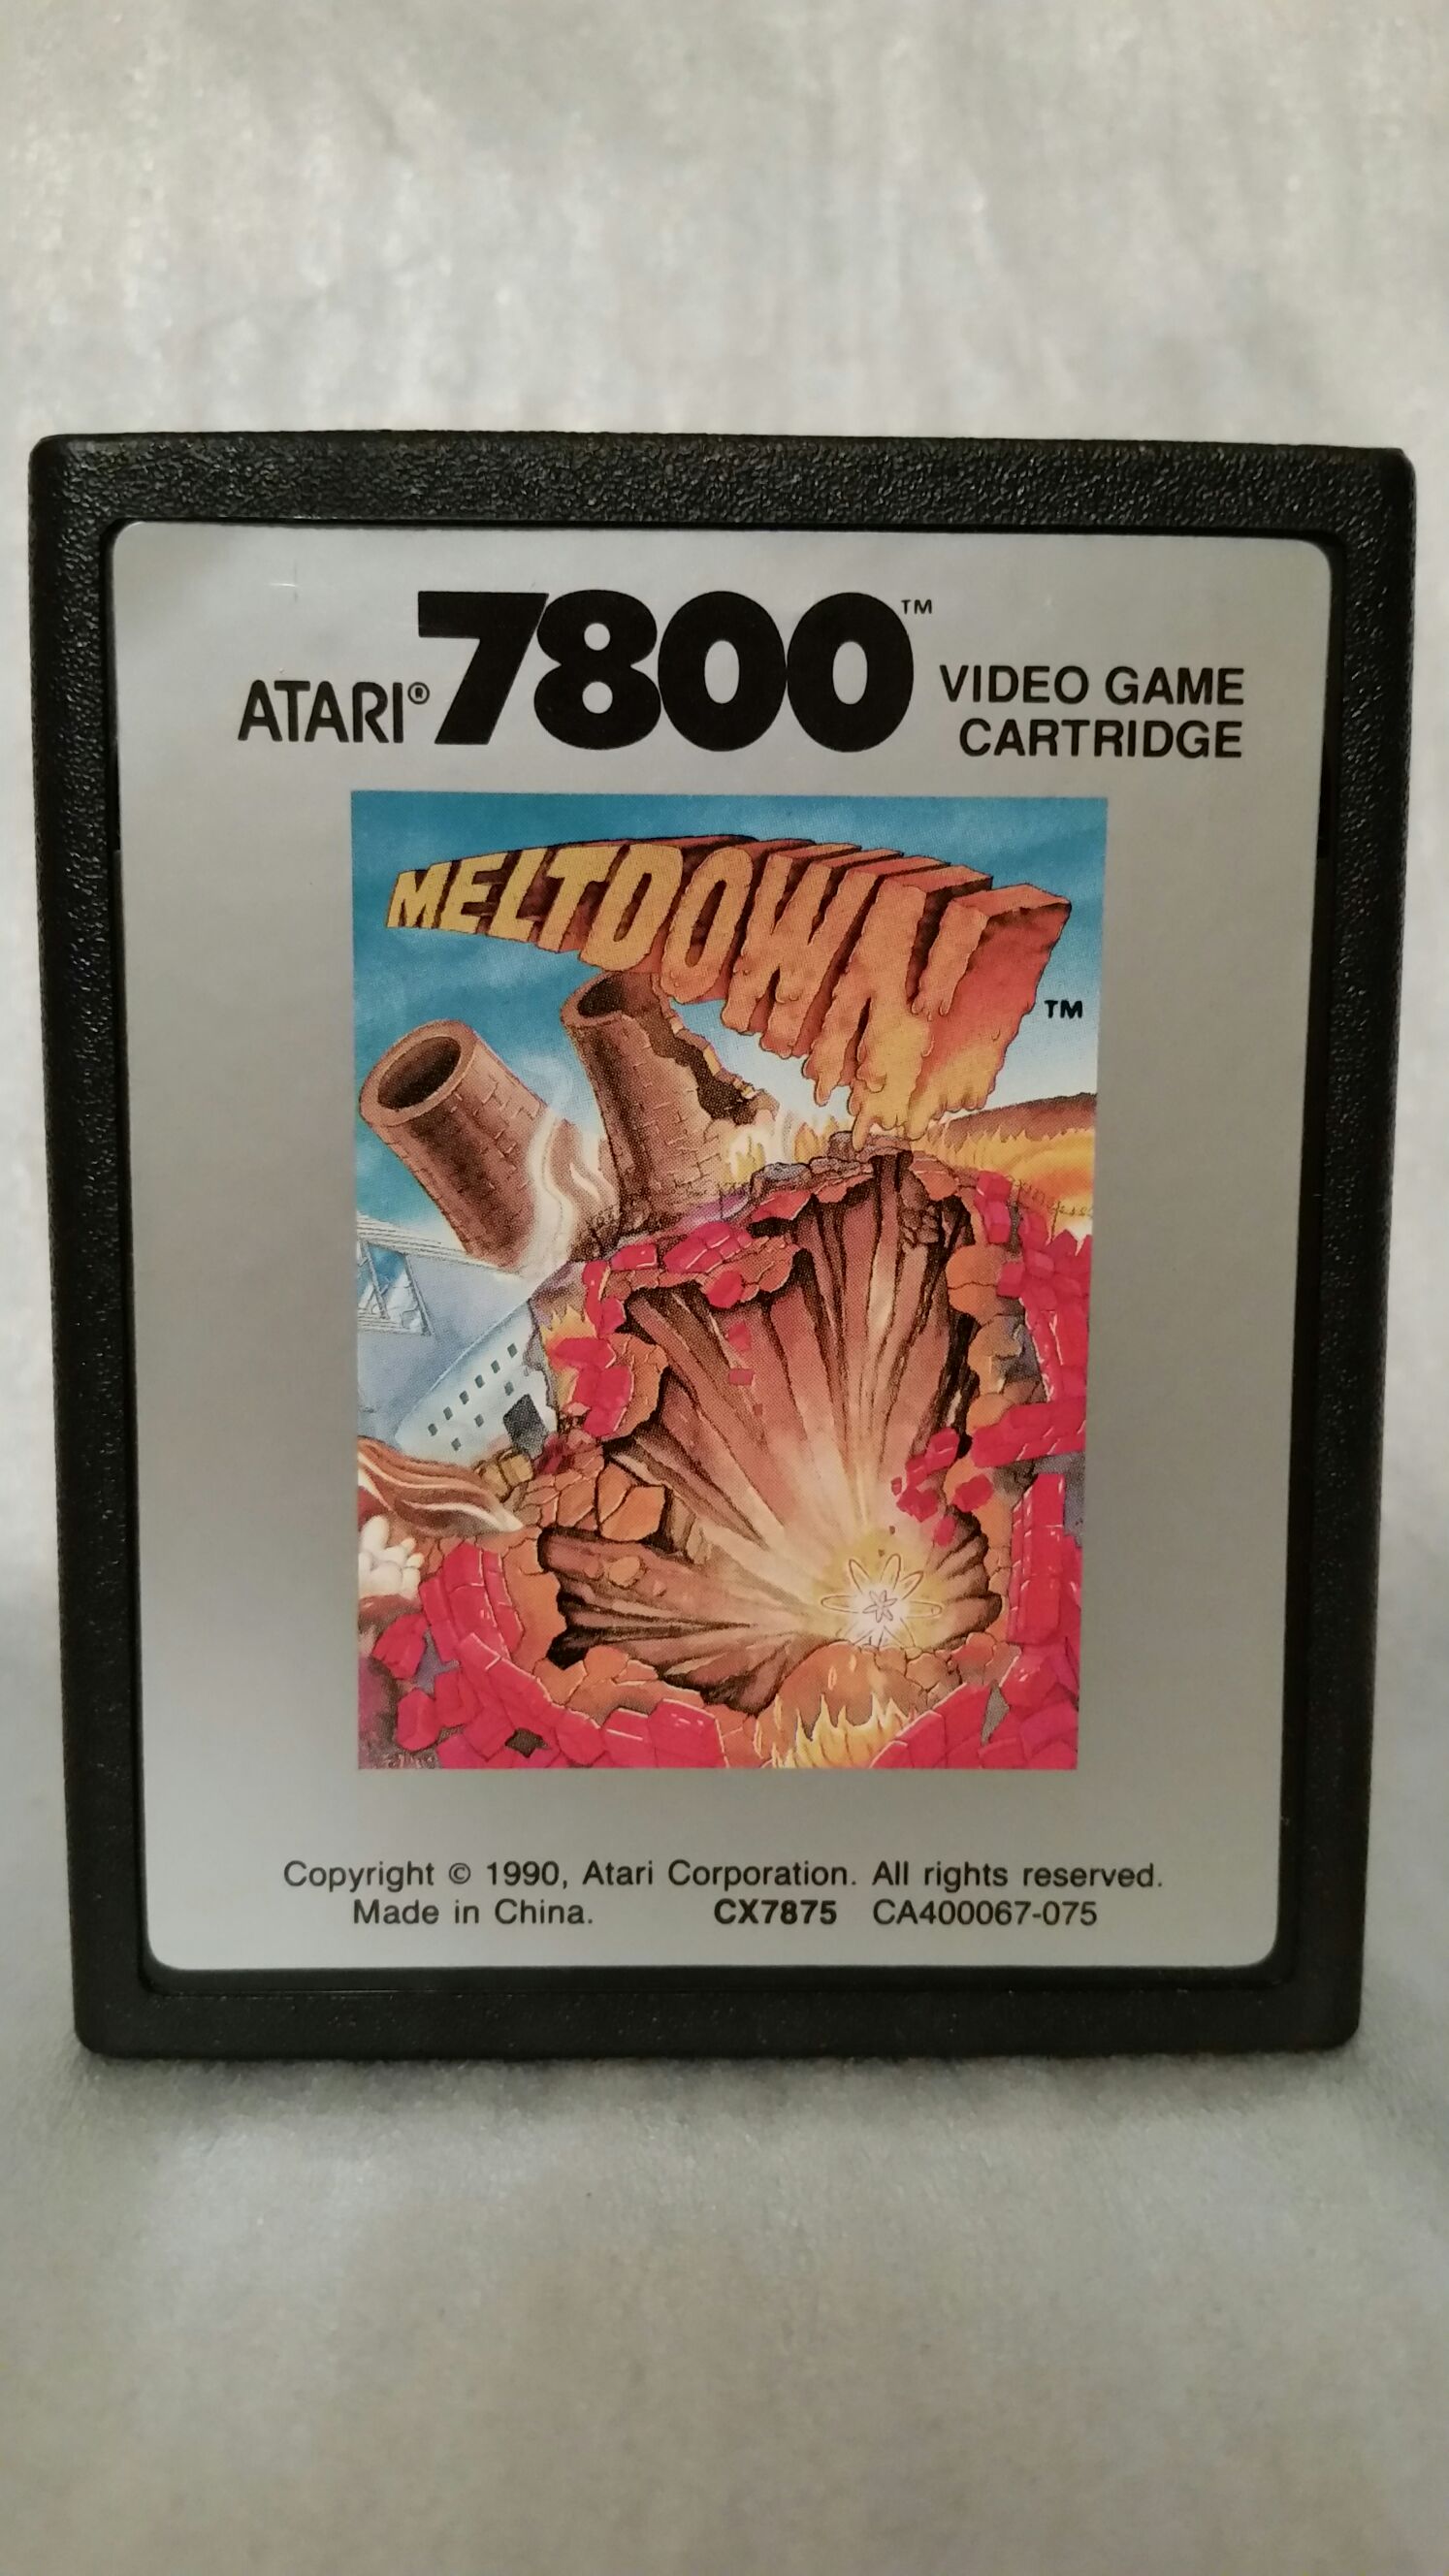 ATARI® 7800™ VIDEO GAME
CARTRIDGE
MELTDOWN
TM
Copyright © 1990, Atari Corporation. All rights reserved.
Made in China. CX7875 CA400067-075